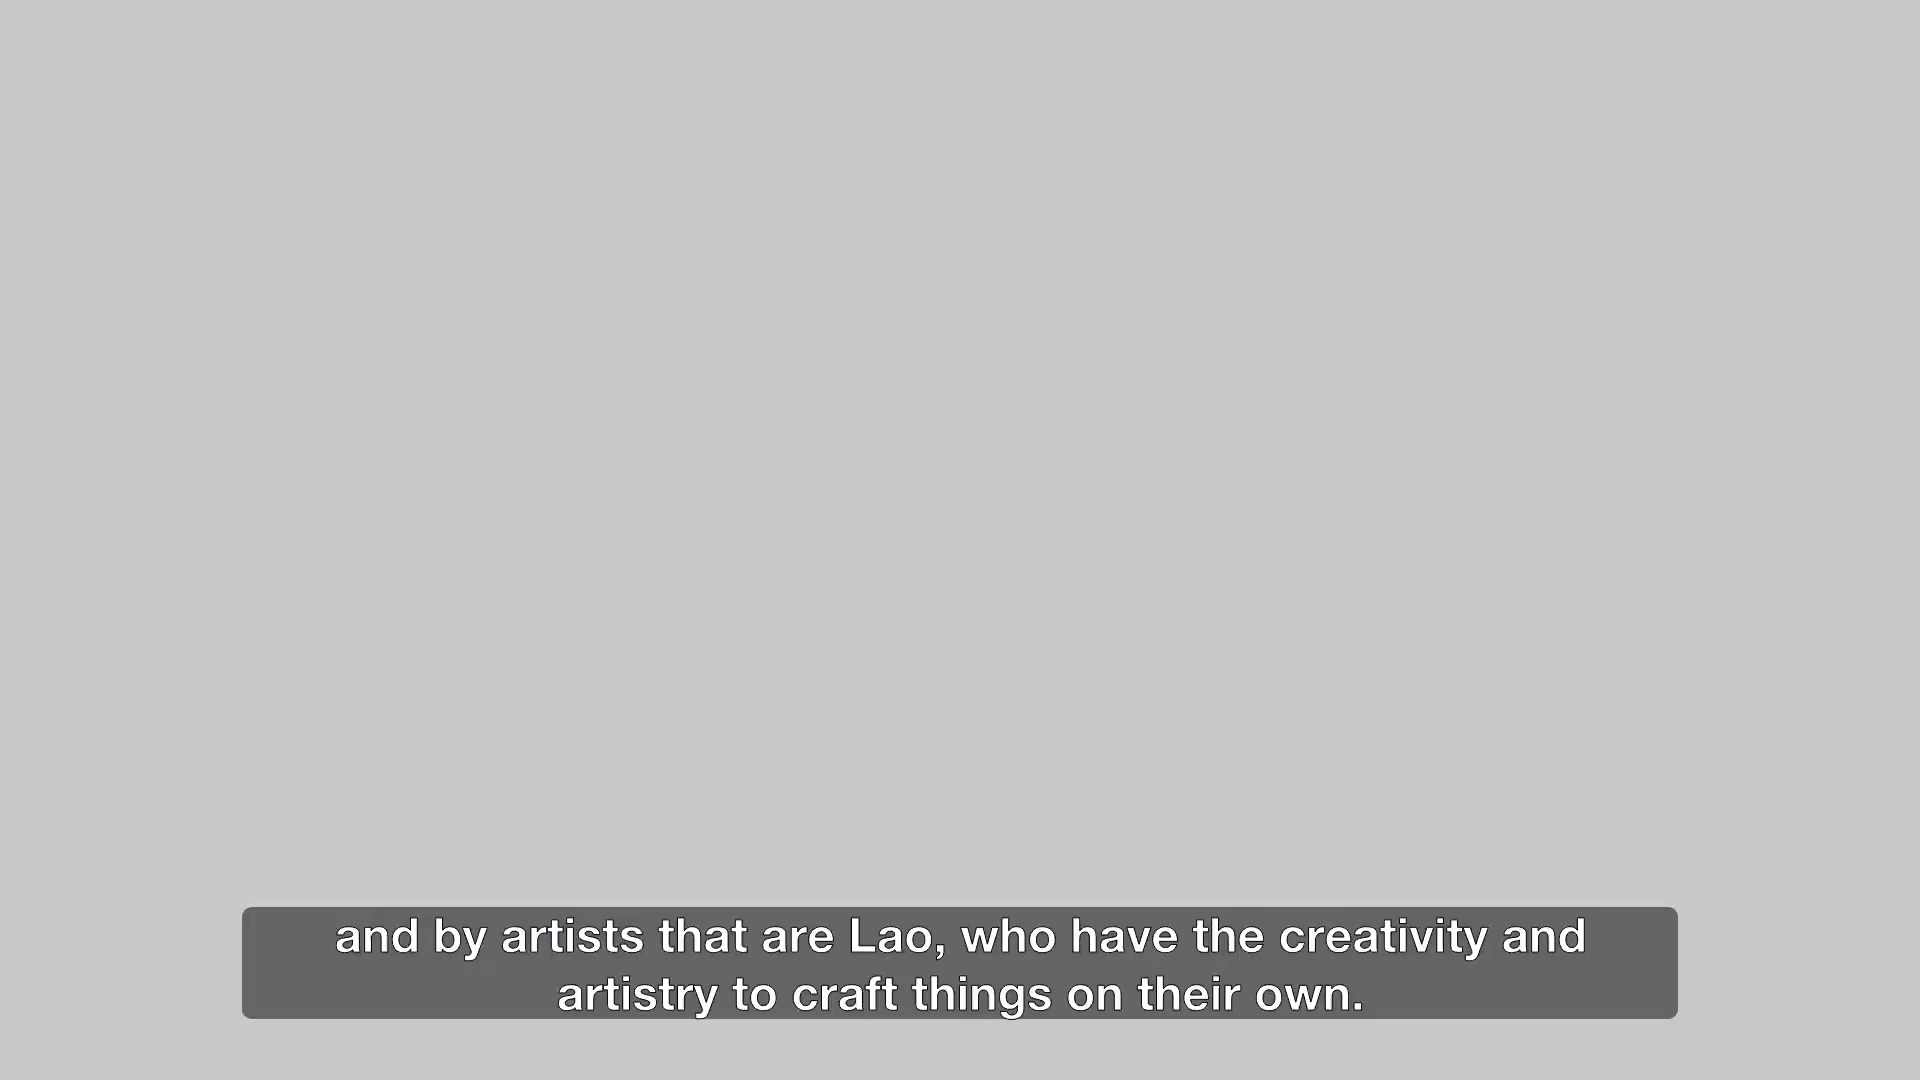 and by artists that are Lao, who have the creativity and
artistry to craft things on their own.